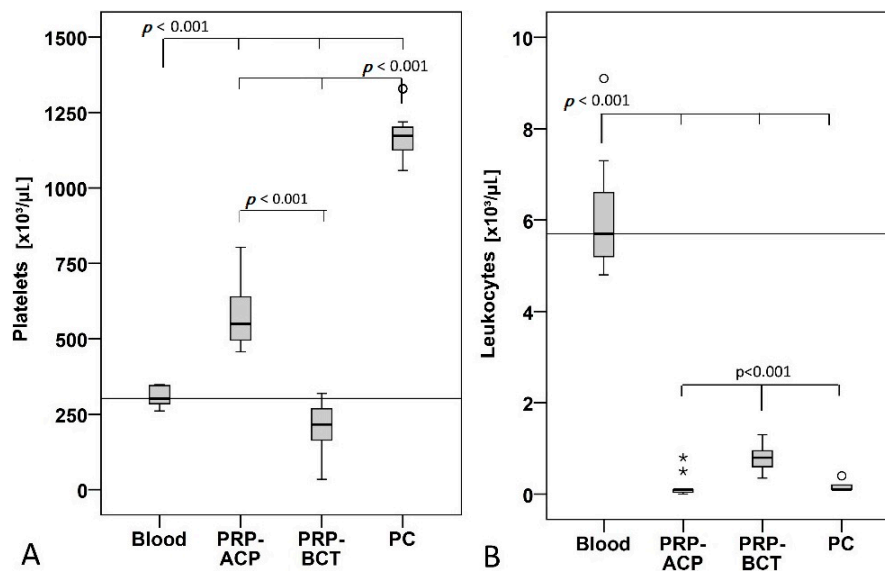 1500
p < 0.001
p < 0.001
1250
1000
p < 0.001
750
500
250
0
Platelets [x10³/µL]
Blood
PRP-
ACP
PRP-
BCT
PC
A
10
p < 0.001
8
6
4
p<0.001
2
0
Leukocytes [x10³/µL]
Blood
PRP-
ACP
PRP-
BCT
PC
B